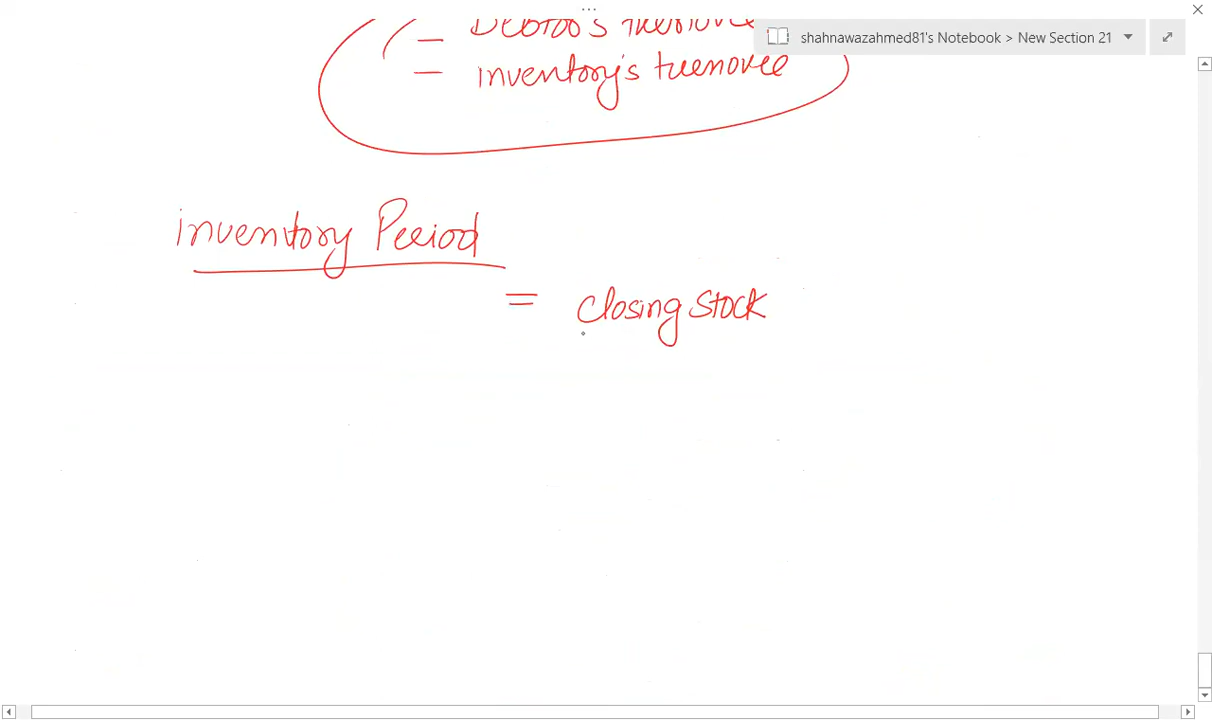 ...
shahnawazahmed81's Notebook > New Section 21
– Debtor's turnover
– inventory's turnover
inventory Period
= closing stock